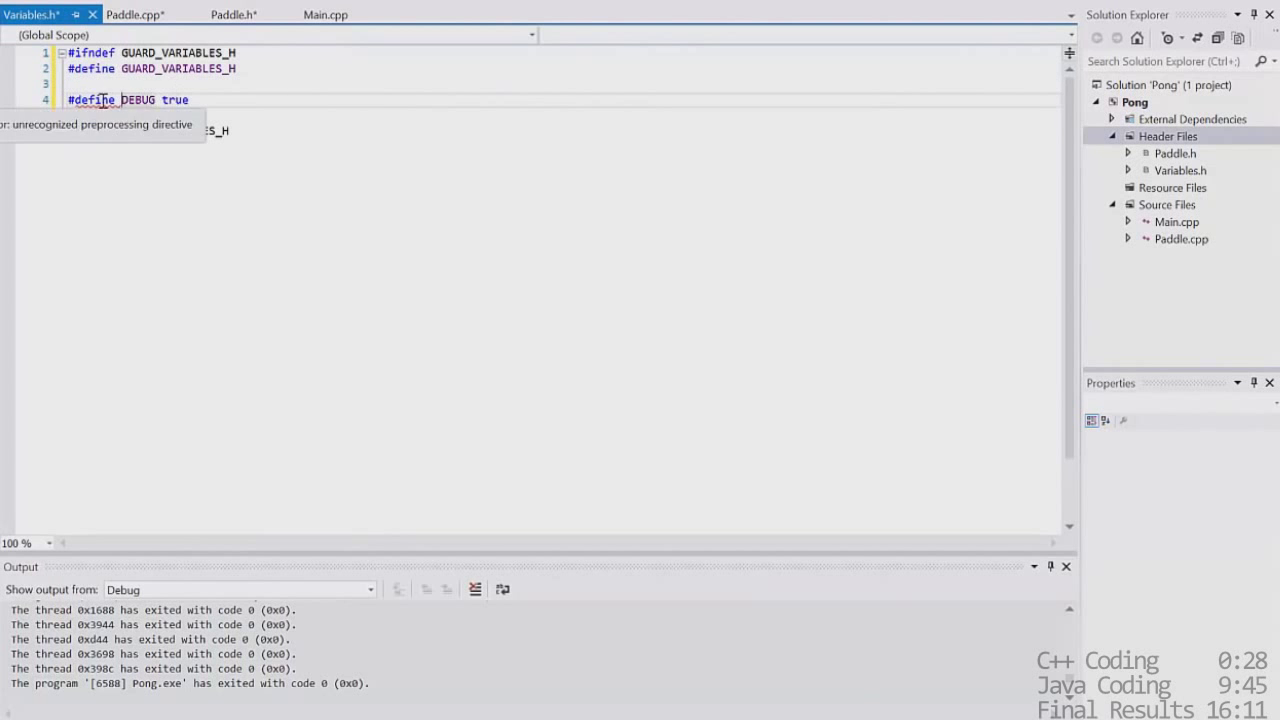 Variables.h*
Paddle.cpp*
Paddle.h*
Main.cpp
(Global Scope)
1 #ifndef GUARD_VARIABLES_H
2 #define GUARD_VARIABLES_H
3
4 #define DEBUG true
or: unrecognized preprocessing directive
ES_H
100 %
Output
Show output from: Debug
The thread 0x1688 has exited with code 0 (0x0).
The thread 0x3944 has exited with code 0 (0x0).
The thread 0xd44 has exited with code 0 (0x0).
The thread 0x3698 has exited with code 0 (0x0).
The thread 0x398c has exited with code 0 (0x0).
The program '[6588] Pong.exe' has exited with code 0 (0x0).
Solution Explorer
Search Solution Explorer (Ctrl+;)
Solution 'Pong' (1 project)
Pong
External Dependencies
Header Files
Paddle.h
Variables.h
Resource Files
Source Files
Main.cpp
Paddle.cpp
Properties
C++ Coding 0:28
Java Coding 9:45
Final Results 16:11